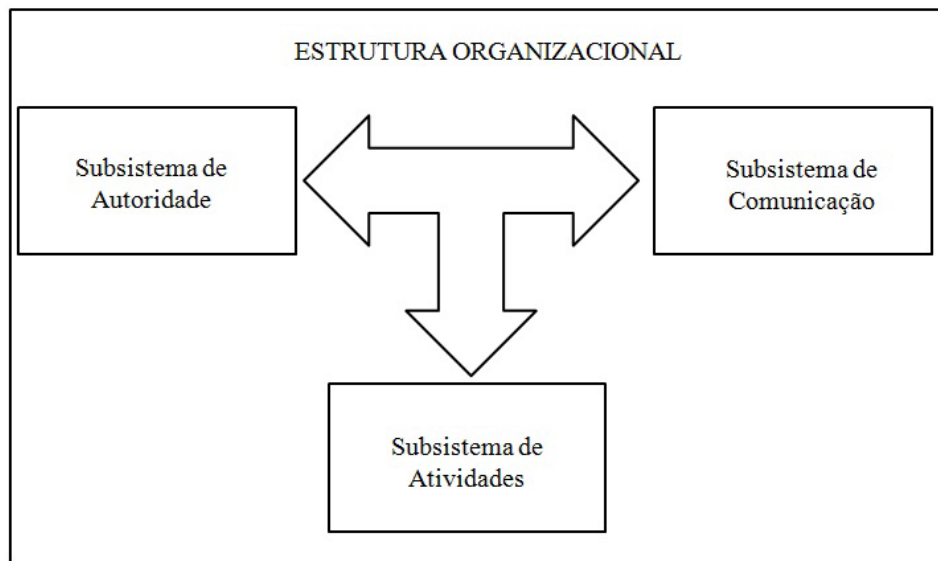 ESTRUTURA ORGANIZACIONAL
Subsistema de
Autoridade
Subsistema de
Comunicação
Subsistema de
Atividades